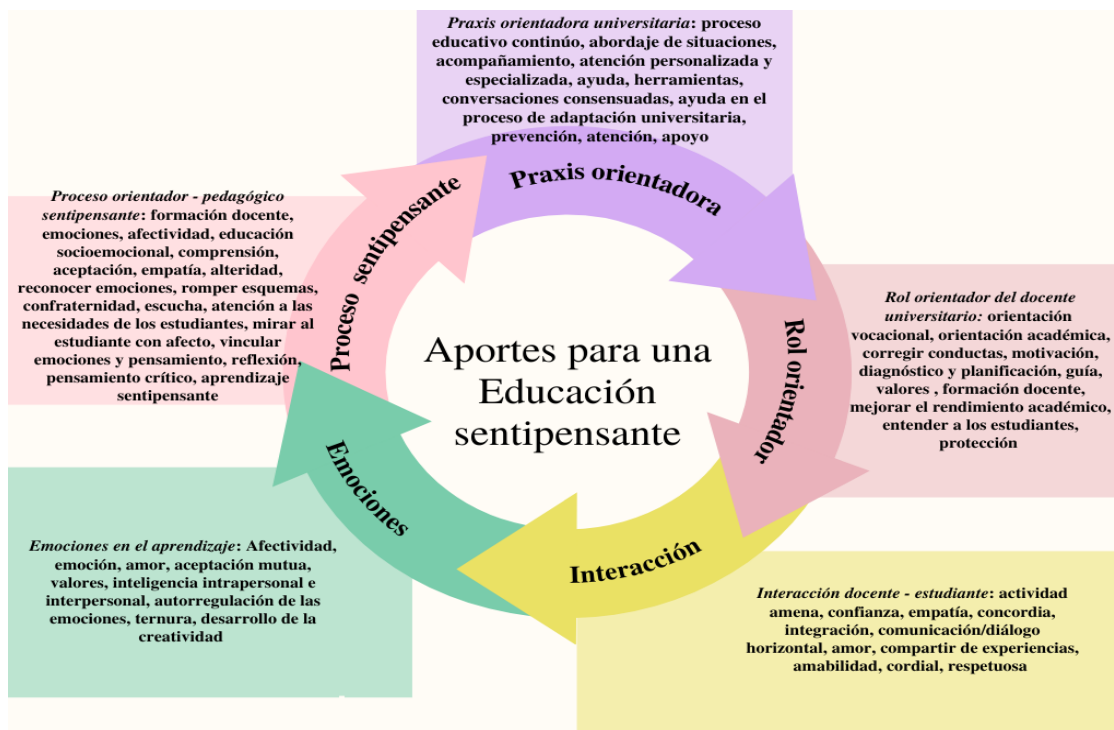 Praxis orientadora universitaria: proceso
educativo continúo, abordaje de situaciones,
acompañamiento, atención personalizada y
especializada, ayuda, herramientas,
conversaciones consensuadas, ayuda en el
proceso de adaptación universitaria,
prevención, atención, apoyo
Praxis orientadora
Rol orientador del docente
universitario: orientación
vocacional, orientación académica,
corregir conductas, motivación,
diagnóstico y planificación, guía,
valores , formación docente,
mejorar el rendimiento académico,
entender a los estudiantes,
protección
Rol orientador
Interacción docente - estudiante: actividad
amena, confianza, empatía, concordia,
integración, comunicación/diálogo
horizontal, amor, compartir de experiencias,
amabilidad, cordial, respetuosa
Interacción
Emociones en el aprendizaje: Afectividad,
emoción, amor, aceptación mutua,
valores, inteligencia intrapersonal e
interpersonal, autorregulación de las
emociones, ternura, desarrollo de la
creatividad
Emociones
Proceso orientador - pedagógico
sentipensante: formación docente,
emociones, afectividad, educación
socioemocional, comprensión,
aceptación, empatía, alteridad,
reconocer emociones, romper esquemas,
confraternidad, escucha, atención a las
necesidades de los estudiantes, mirar al
estudiante con afecto, vincular
emociones y pensamiento, reflexión,
pensamiento crítico, aprendizaje
sentipensante
Proceso sentipensante
Aportes para una
Educación
sentipensante